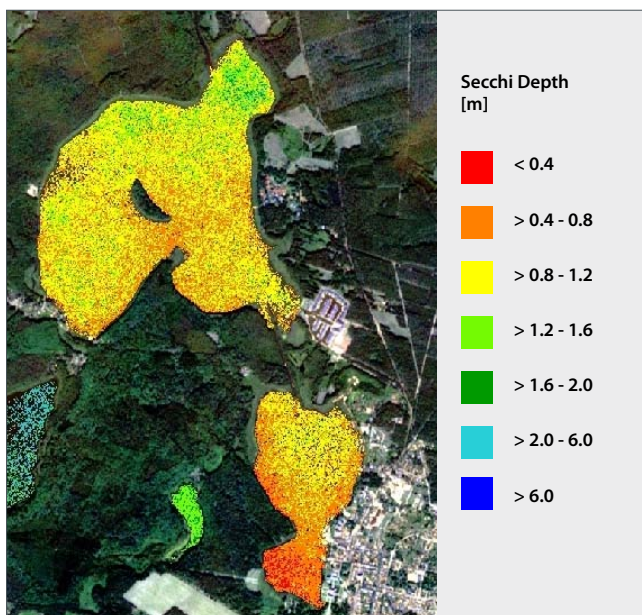 Secchi Depth
[m]
< 0.4
> 0.4 - 0.8
> 0.8 - 1.2
> 1.2 - 1.6
> 1.6 - 2.0
> 2.0 - 6.0
> 6.0